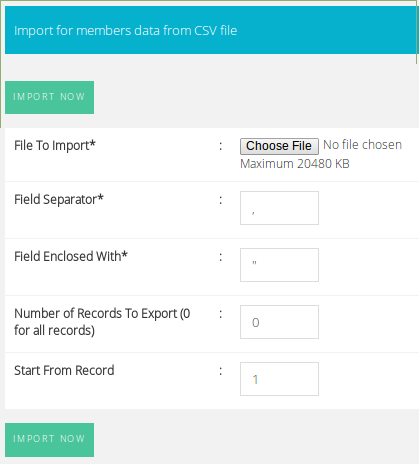 Import for members data from CSV file
IMPORT NOW
File To Import* : Choose File No file chosen
Maximum 20480 KB
Field Separator* : ,
Field Enclosed With* : "
Number of Records To Export (0 : 0
for all records)
Start From Record : 1
IMPORT NOW